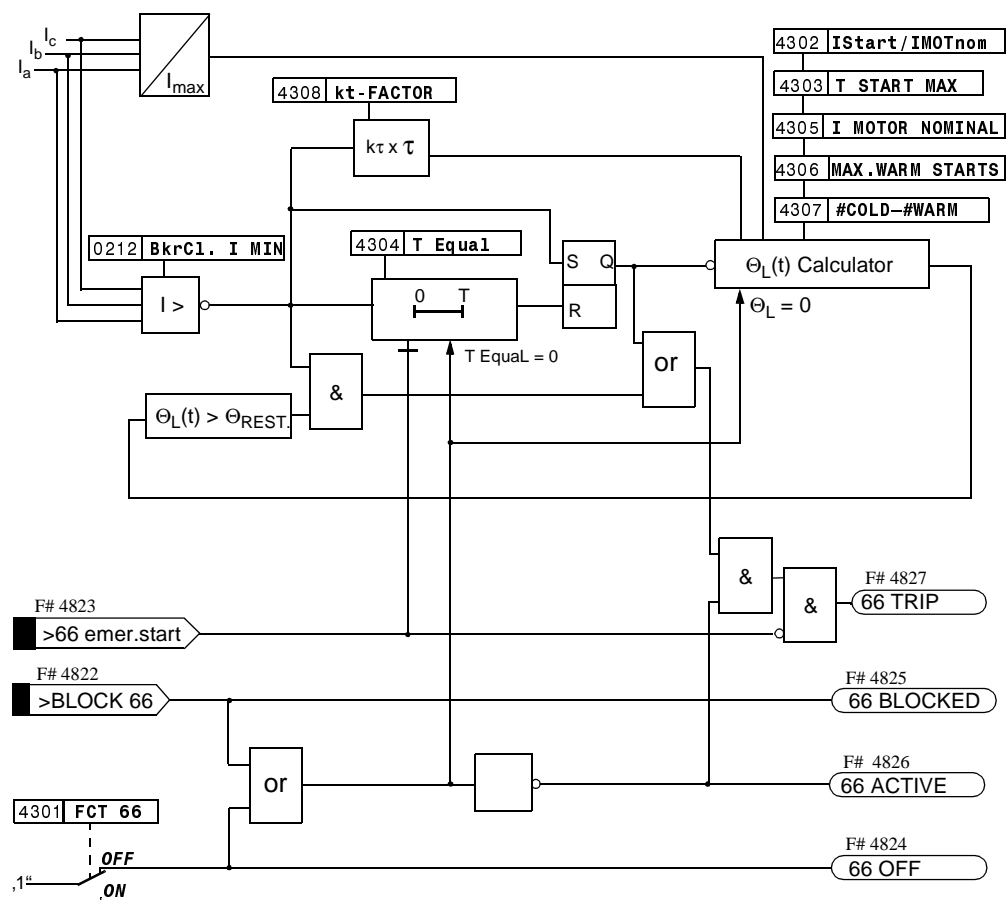 Ic
Ib
Ia
Imax
4302 IStart/IMOTnom
4303 T START MAX
4305 I MOTOR NOMINAL
4306 MAX.WARM STARTS
4307 #COLD–#WARM
4308 kt-FACTOR
kτ x τ
0212 BkrCl. I MIN
4304 T Equal
I >
0 T
S Q
R
ΘL(t) Calculator
ΘL = 0
T EquaL = 0
or
&
ΘL(t) > ΘREST.
&
&
F# 4827
66 TRIP
F# 4823
>66 emer.start
F# 4822
>BLOCK 66
F# 4825
66 BLOCKED
or
F# 4826
66 ACTIVE
4301 FCT 66
OFF
F# 4824
66 OFF
‚1“
ON